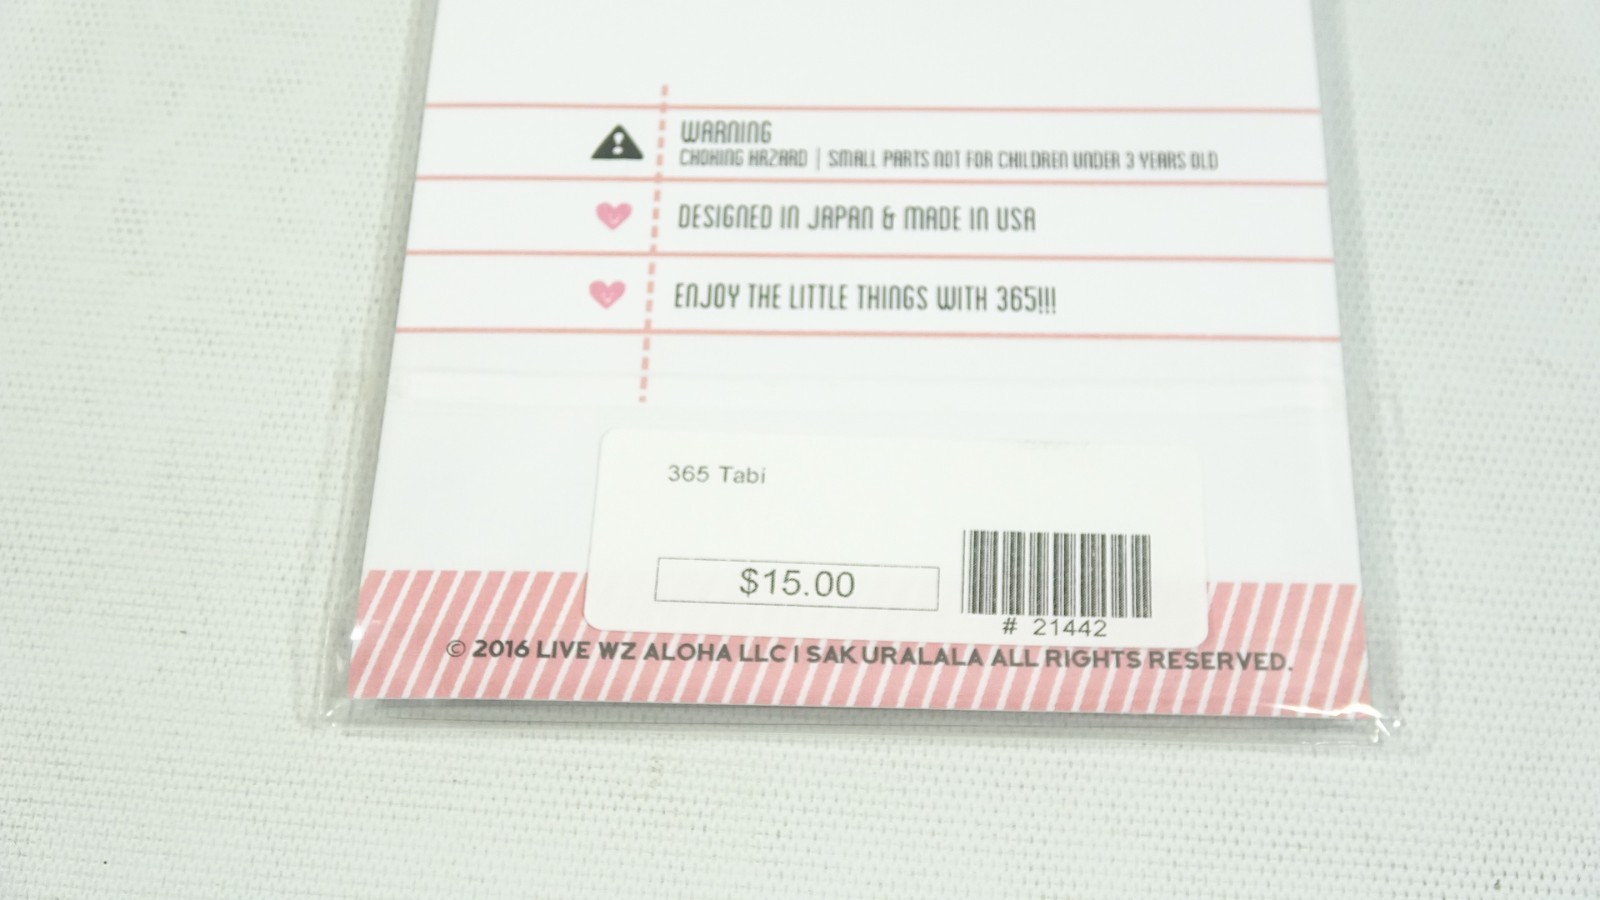 WARNING
CHOKING HAZARD | SMALL PARTS NOT FOR CHILDREN UNDER 3 YEARS OLD
DESIGNED IN JAPAN & MADE IN USA
ENJOY THE LITTLE THINGS WITH 365!!!
365 Tabi
$15.00
# 21442
© 2016 LIVE WZ ALOHA LLC I SAKURALALA ALL RIGHTS RESERVED.